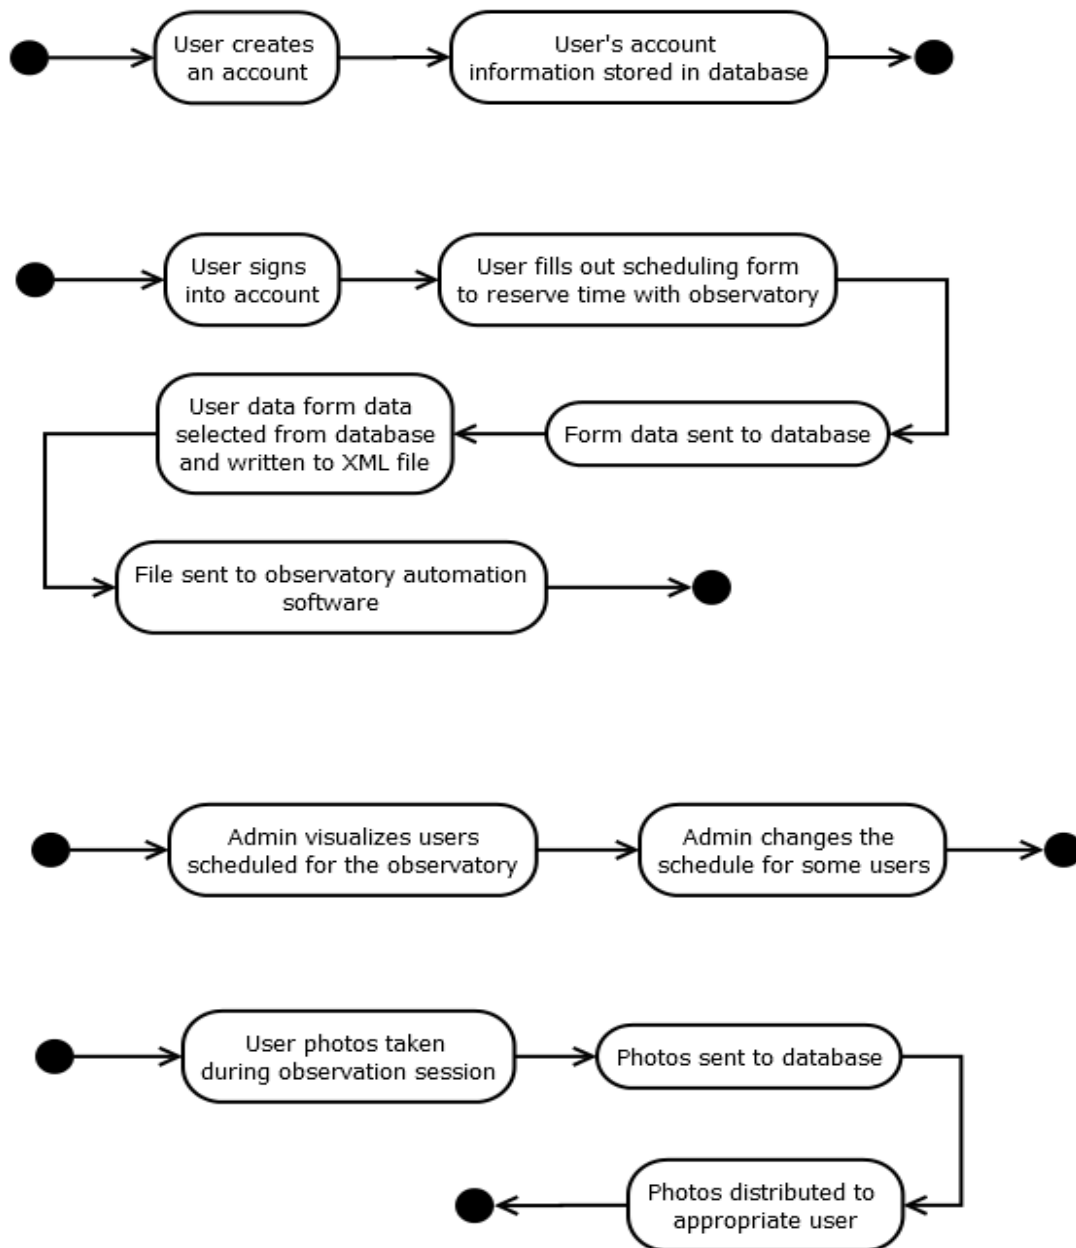 User creates
an account
User's account
information stored in database
User signs
into account
User fills out scheduling form
to reserve time with observatory
Form data sent to database
User data form data
selected from database
and written to XML file
File sent to observatory automation
software
Admin visualizes users
scheduled for the observatory
Admin changes the
schedule for some users
User photos taken
during observation session
Photos sent to database
Photos distributed to
appropriate user